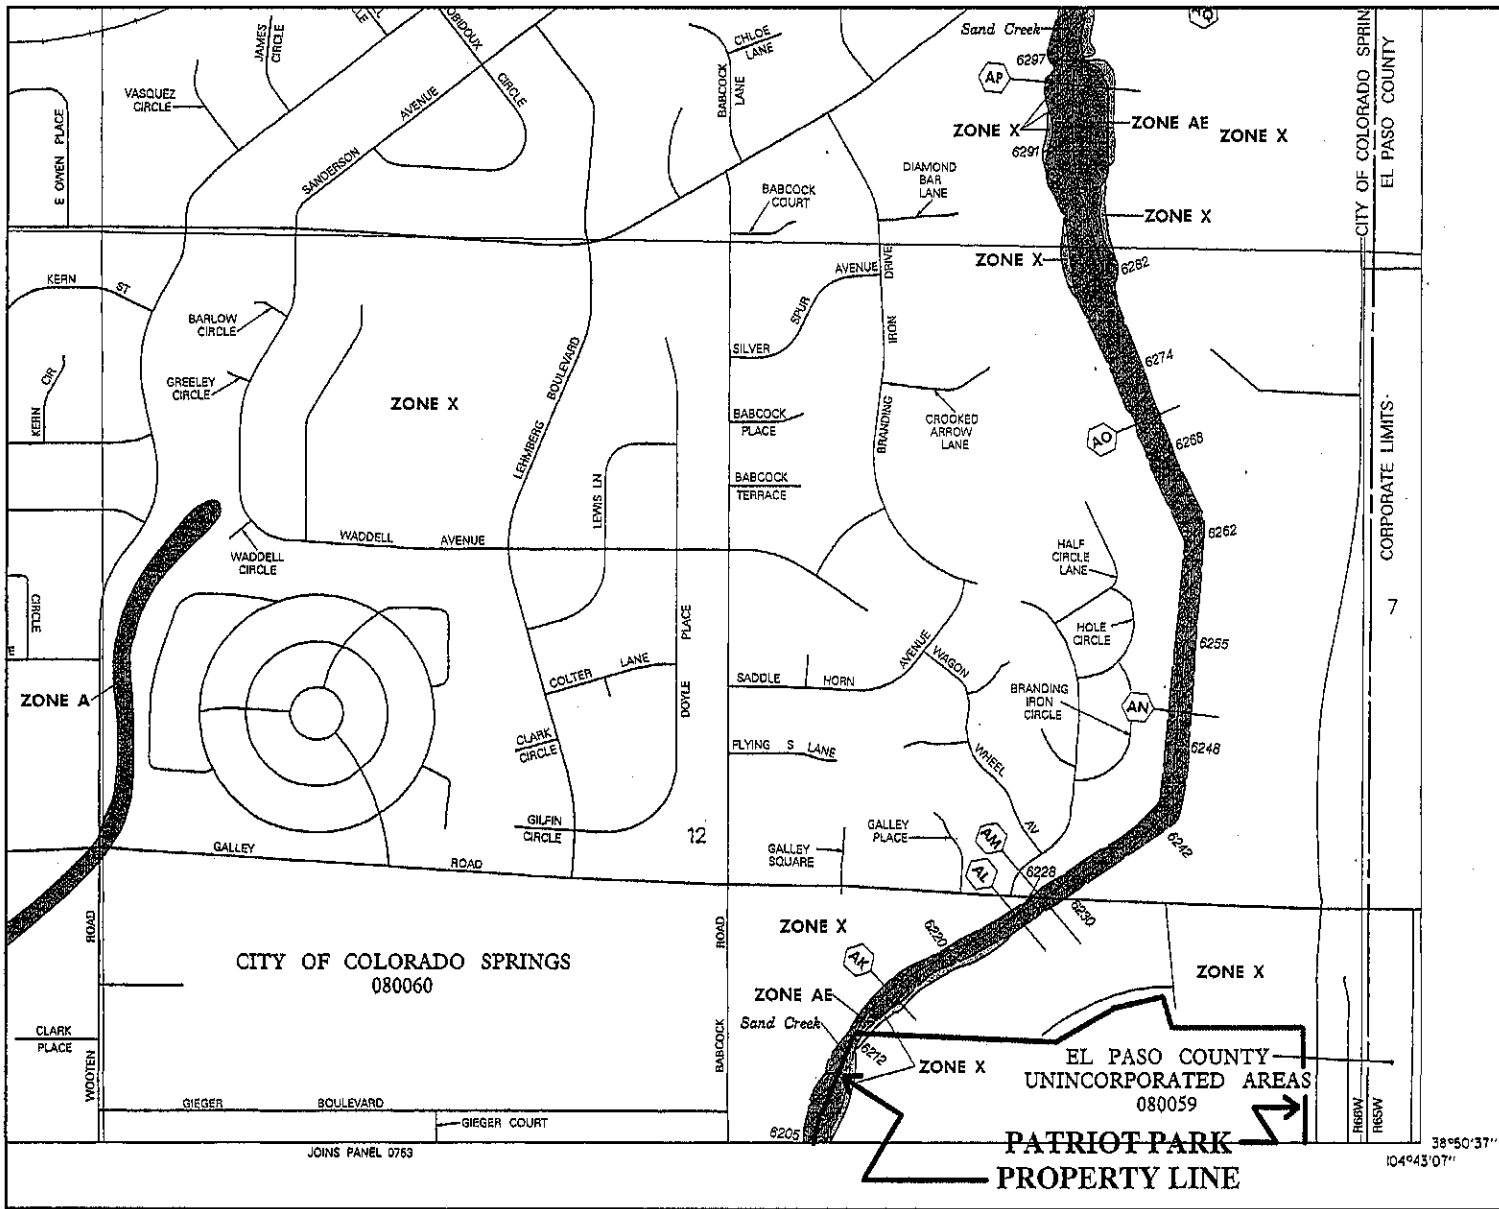 JAMES
CIRCLE
OBIDOUX
CIRCLE
VASQUEZ
CIRCLE
SANDERSON
AVENUE
E OWEN PLACE
CHLOE
LANE
BABCOCK
LANE
Sand Creek
6297
AP
ZONE X
6291
ZONE AE
ZONE X
ZONE X
ZONE X
6282
CITY OF COLORADO SPRIN
EL PASO COUNTY
DIAMOND
BAR
LANE
BABCOCK
COURT
KERN
ST
BARLOW
CIRCLE
GREELEY
CIRCLE
KERN
CIR
ZONE X
LEHMBERG
BOULEVARD
SILVER
SPUR
AVENUE
DRIVE
IRON
BRANDING
BABCOCK
PLACE
CROOKED
ARROW
LANE
BABCOCK
TERRACE
6274
AO
6268
6262
CORPORATE LIMITS
7
LEWIS LN
WADDELL
AVENUE
WADDELL
CIRCLE
CIRCLE
HALF
CIRCLE
LANE
HOLE
CIRCLE
6255
ZONE A
COLTER
LANE
DOYLE
PLACE
SADDLE
HORN
AVENUE
WAGON
WHEEL
AV
BRANDING
IRON
CIRCLE
AN
6248
CLARK
CIRCLE
FLYING S LANE
GILFIN
CIRCLE
12
GALLEY
SQUARE
GALLEY
PLACE
AM
AL
6228
6242
6230
GALLEY
ROAD
ZONE X
6220
AK
ROAD
ROAD
CITY OF COLORADO SPRINGS
080060
ZONE X
ZONE AE
Sand Creek
6212
ZONE X
CLARK
PLACE
WOOTEN
BABCOCK
EL PASO COUNTY
UNINCORPORATED AREAS
080059
GIEGER
BOULEVARD
GIEGER COURT
6205
PATRIOT PARK
PROPERTY LINE
R66W
R65W
JOINS PANEL 0763
38°50'37"
104°43'07"